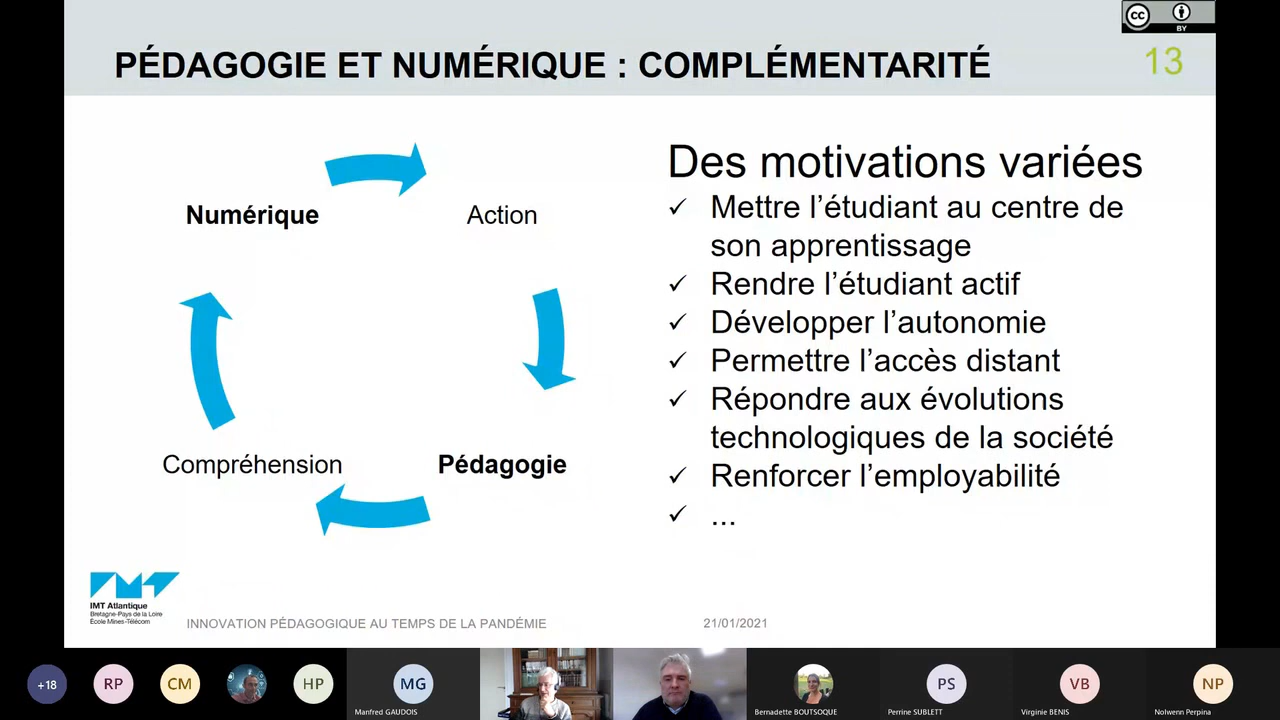 CC
BY
PÉDAGOGIE ET NUMÉRIQUE : COMPLÉMENTARITÉ
13
Numérique
Action
Compréhension
Pédagogie
Des motivations variées
✓ Mettre l’étudiant au centre de
son apprentissage
✓ Rendre l’étudiant actif
✓ Développer l’autonomie
✓ Permettre l’accès distant
✓ Répondre aux évolutions
technologiques de la société
✓ Renforcer l’employabilité
✓ ...
IMT Atlantique
Bretagne-Pays de la Loire
École Mines-Télécom
INNOVATION PÉDAGOGIQUE AU TEMPS DE LA PANDÉMIE
21/01/2021
+18
RP
CM
HP
MG
PS
VB
NP
Manfred GAUDOIS
Bernadette BOUTSOQUE
Perrine SUBLETT
Virginie BENIS
Nolwenn Perpina